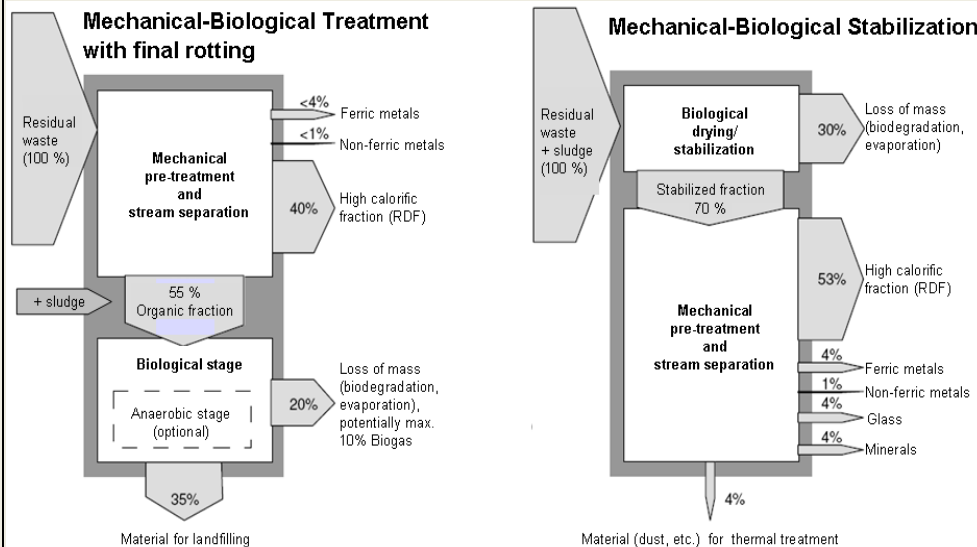 Mechanical-Biological Treatment
with final rotting
Residual
waste
(100 %)
Mechanical
pre-treatment
and
stream separation
<4%
Ferric metals
<1%
Non-ferric metals
40%
High calorific
fraction (RDF)
+ sludge
55 %
Organic fraction
Biological stage
Anaerobic stage
(optional)
20%
Loss of mass
(biodegradation,
evaporation),
potentially max.
10% Biogas
35%
Material for landfilling
Mechanical-Biological Stabilization
Residual
waste
+ sludge
(100 %)
Biological
drying/
stabilization
30%
Loss of mass
(biodegradation,
evaporation)
Stabilized fraction
70 %
Mechanical
pre-treatment
and
stream separation
53%
High calorific
fraction (RDF)
4%
Ferric metals
1%
Non-ferric metals
4%
Glass
4%
Minerals
4%
Material (dust, etc.) for thermal treatment